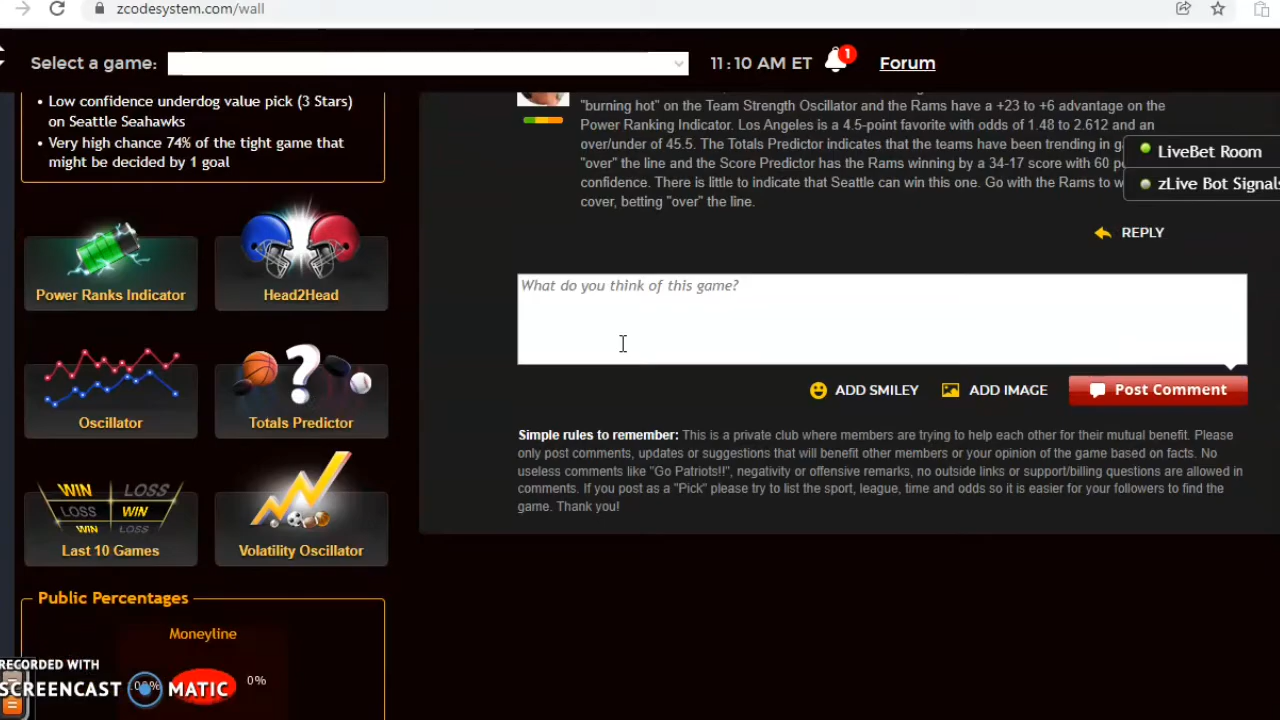 zcodesystem.com/wall
Select a game:
11:10 AM ET
1
Forum
Low confidence underdog value pick (3 Stars)
on Seattle Seahawks
Very high chance 74% of the tight game that
might be decided by 1 goal
Power Ranks Indicator
Head2Head
Oscillator
Totals Predictor
WIN LOSS
LOSS WIN
WIN LOSS
Last 10 Games
Volatility Oscillator
Public Percentages
Moneyline
0%
"burning hot" on the Team Strength Oscillator and the Rams have a +23 to +6 advantage on the
Power Ranking Indicator. Los Angeles is a 4.5-point favorite with odds of 1.48 to 2.612 and an
over/under of 45.5. The Totals Predictor indicates that the teams have been trending in
"over" the line and the Score Predictor has the Rams winning by a 34-17 score with 60
confidence. There is little to indicate that Seattle can win this one. Go with the Rams to
cover, betting "over" the line.
LiveBet Room
zLive Bot Signals
REPLY
What do you think of this game?
ADD SMILEY
ADD IMAGE
Post Comment
Simple rules to remember: This is a private club where members are trying to help each other for their mutual benefit. Please
only post comments, updates or suggestions that will benefit other members or your opinion of the game based on facts. No
useless comments like "Go Patriots!!", negativity or offensive remarks, no outside links or support/billing questions are allowed in
comments. If you post as a "Pick" please try to list the sport, league, time and odds so it is easier for your followers to find the
game. Thank you!
RECORDED WITH
SCREENCAST MATIC